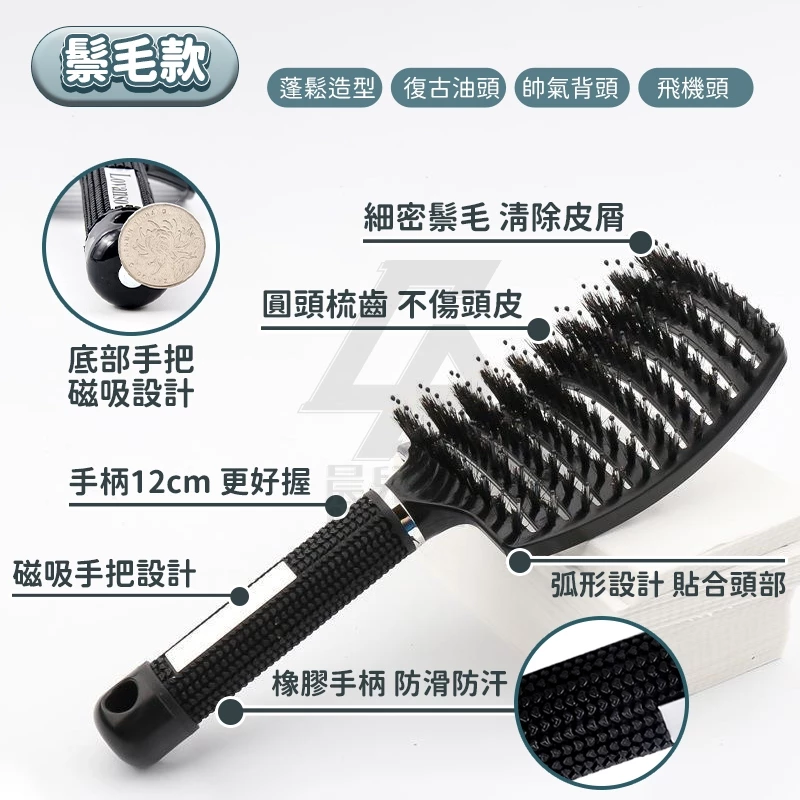 鬃毛款
蓬鬆造型
復古油頭
帥氣背頭
飛機頭
細密鬃毛 清除皮屑
圓頭梳齒 不傷頭皮
底部手把
磁吸設計
手柄12cm 更好握
磁吸手把設計
弧形設計 貼合頭部
橡膠手柄 防滑防汗